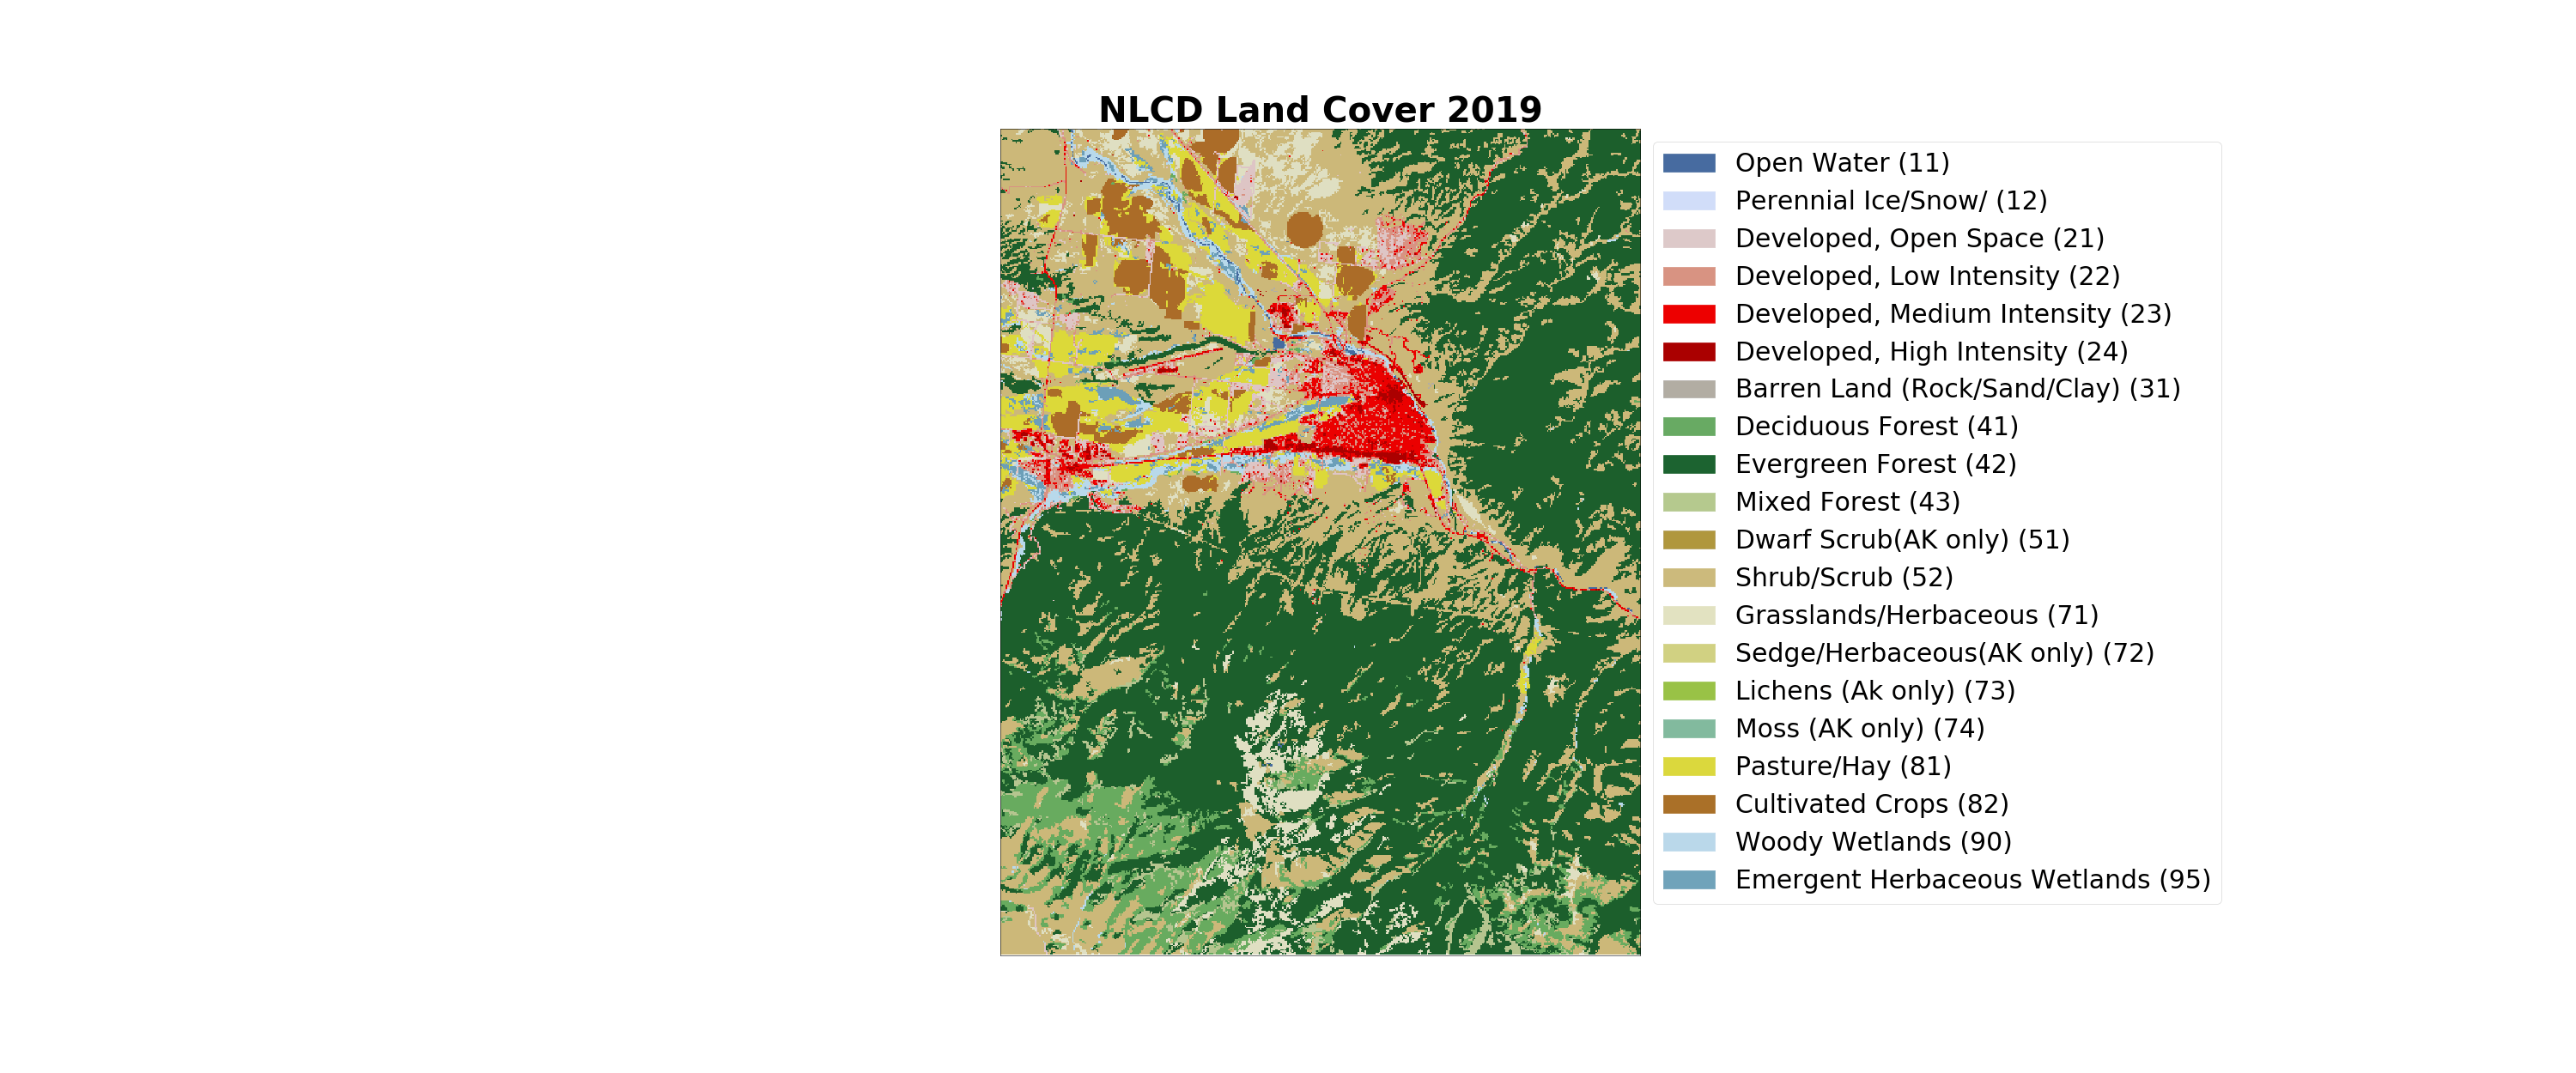 NLCD Land Cover 2019
Open Water (11)
Perennial Ice/Snow/ (12)
Developed, Open Space (21)
Developed, Low Intensity (22)
Developed, Medium Intensity (23)
Developed, High Intensity (24)
Barren Land (Rock/Sand/Clay) (31)
Deciduous Forest (41)
Evergreen Forest (42)
Mixed Forest (43)
Dwarf Scrub(AK only) (51)
Shrub/Scrub (52)
Grasslands/Herbaceous (71)
Sedge/Herbaceous(AK only) (72)
Lichens (Ak only) (73)
Moss (AK only) (74)
Pasture/Hay (81)
Cultivated Crops (82)
Woody Wetlands (90)
Emergent Herbaceous Wetlands (95)